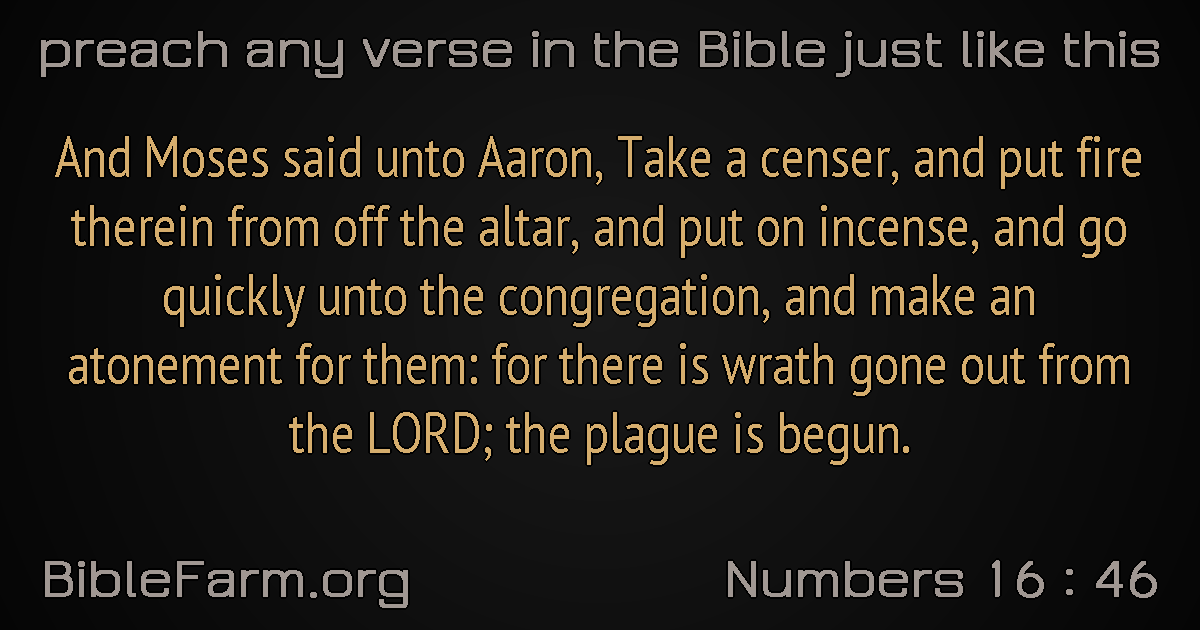 preach any verse in the Bible just like this
And Moses said unto Aaron, Take a censer, and put fire
therein from off the altar, and put on incense, and go
quickly unto the congregation, and make an
atonement for them: for there is wrath gone out from
the LORD; the plague is begun.
BibleFarm.org
Numbers 16 : 46